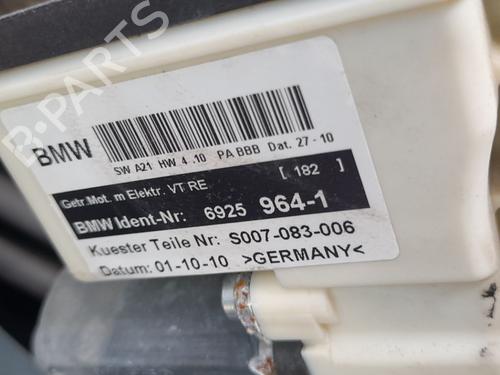 B-PARTS
BMW
SW A21 HW 4.10 PA BBB Dat. 27-10
Getr.Mot. m Elektr. VT RE [ 182 ]
BMW Ident-Nr: 6925 964-1
Kuester Teile Nr: S007-083-006
Datum: 01-10-10 >GERMANY<